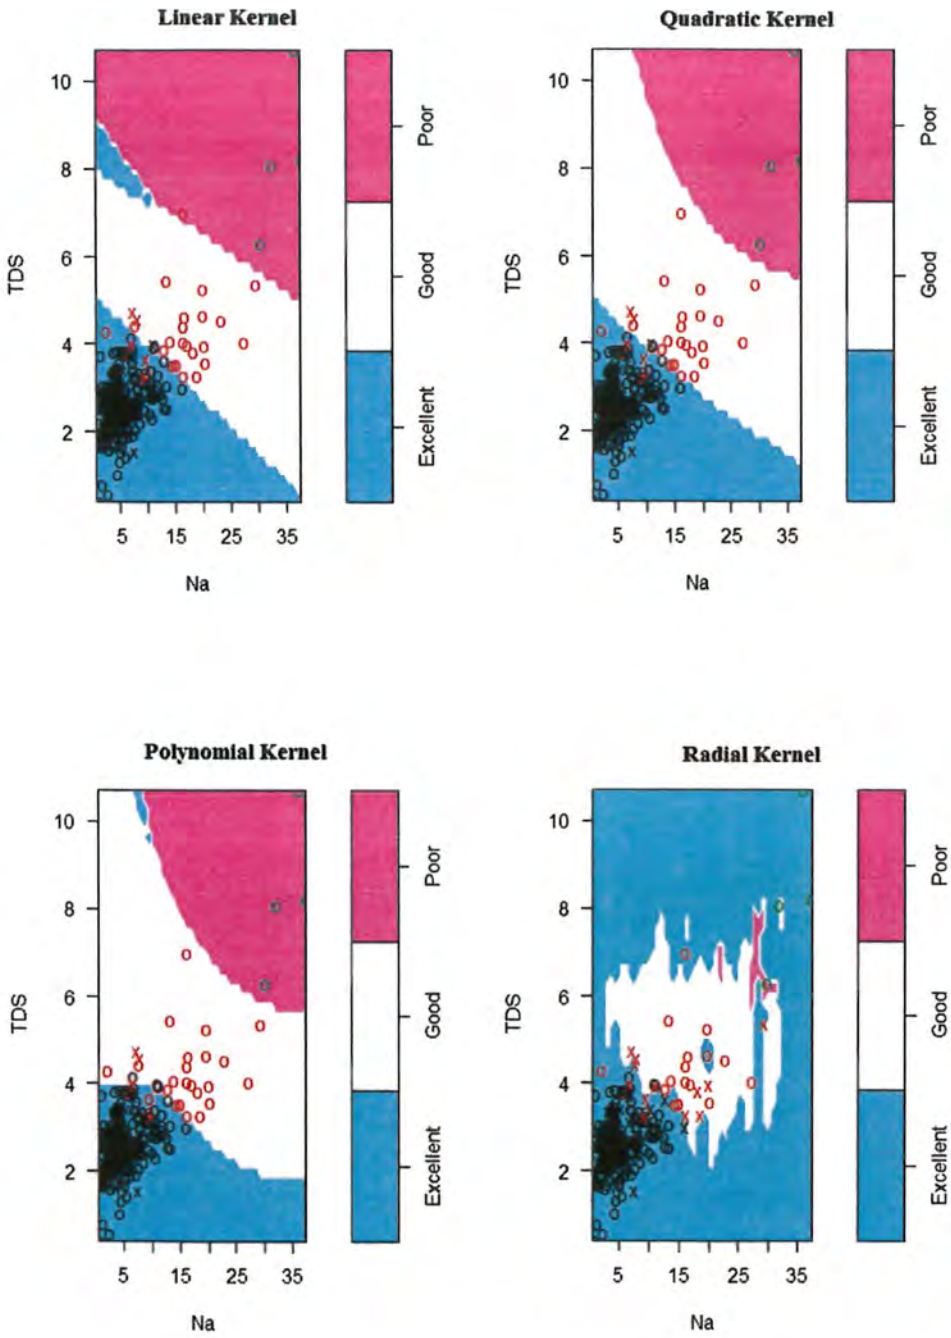 Linear Kernel
10
8
6
4
2
TDS
5 15 25 35
Na
Poor
Good
Excellent
Quadratic Kernel
10
8
6
4
2
TDS
5 15 25 35
Na
Poor
Good
Excellent
Polynomial Kernel
10
8
6
4
2
TDS
5 15 25 35
Na
Poor
Good
Excellent
Radial Kernel
10
8
6
4
2
TDS
5 15 25 35
Na
Poor
Good
Excellent